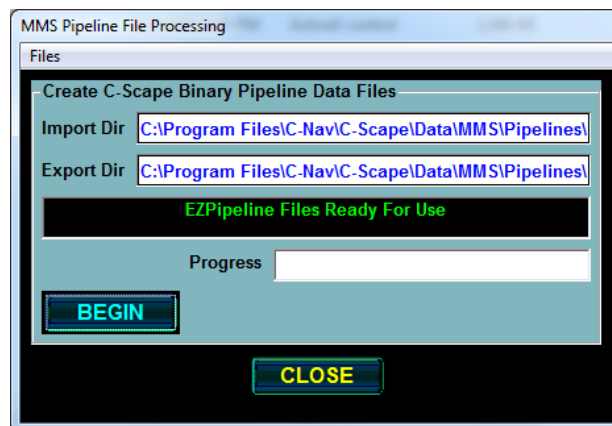 MMS Pipeline File Processing
Files
Create C-Scape Binary Pipeline Data Files
Import Dir C:\Program Files\C-Nav\C-Scape\Data\MMS\Pipelines\
Export Dir C:\Program Files\C-Nav\C-Scape\Data\MMS\Pipelines\
EZPipeline Files Ready For Use
Progress
BEGIN
CLOSE